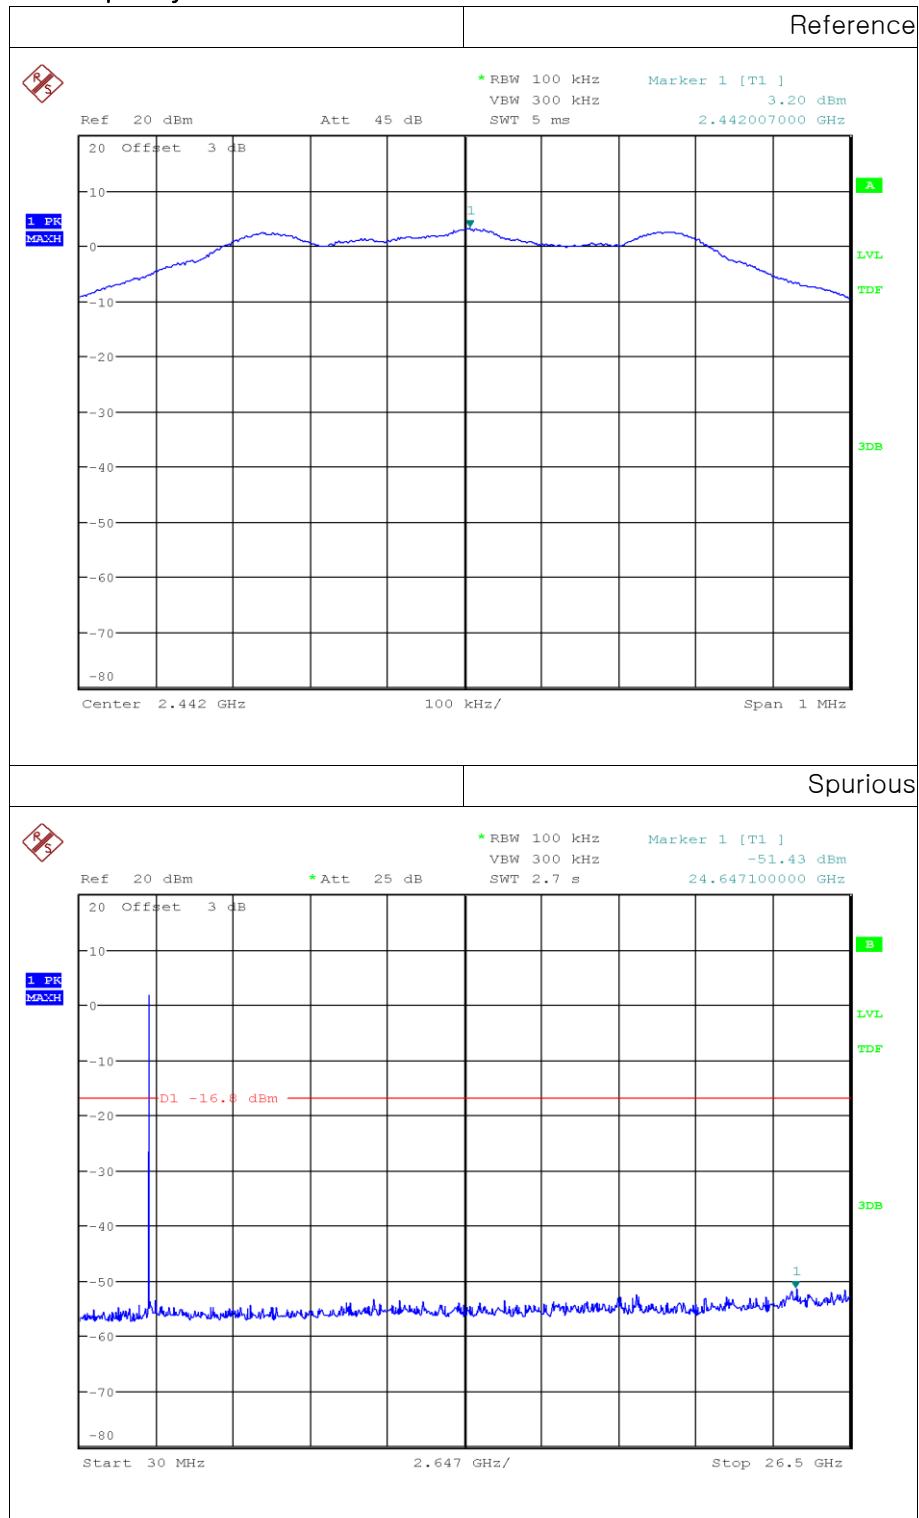 Reference
R S
*RBW 100 kHz Marker 1 [T1 ]
VBW 300 kHz 3.20 dBm
Ref 20 dBm Att 45 dB SWT 5 ms 2.442007000 GHz
20 Offset 3 dB
10
A
1
1 PK
MAXH
0
LVL
TDF
-10
-20
-30
3DB
-40
-50
-60
-70
-80
Center 2.442 GHz 100 kHz/ Span 1 MHz
Spurious
R S
*RBW 100 kHz Marker 1 [T1 ]
VBW 300 kHz -51.43 dBm
Ref 20 dBm *Att 25 dB SWT 2.7 s 24.647100000 GHz
20 Offset 3 dB
10
B
1 PK
MAXH
0
LVL
TDF
-10
D1 -16.8 dBm
-20
-30
3DB
-40
1
-50
-60
-70
-80
Start 30 MHz 2.647 GHz/ Stop 26.5 GHz